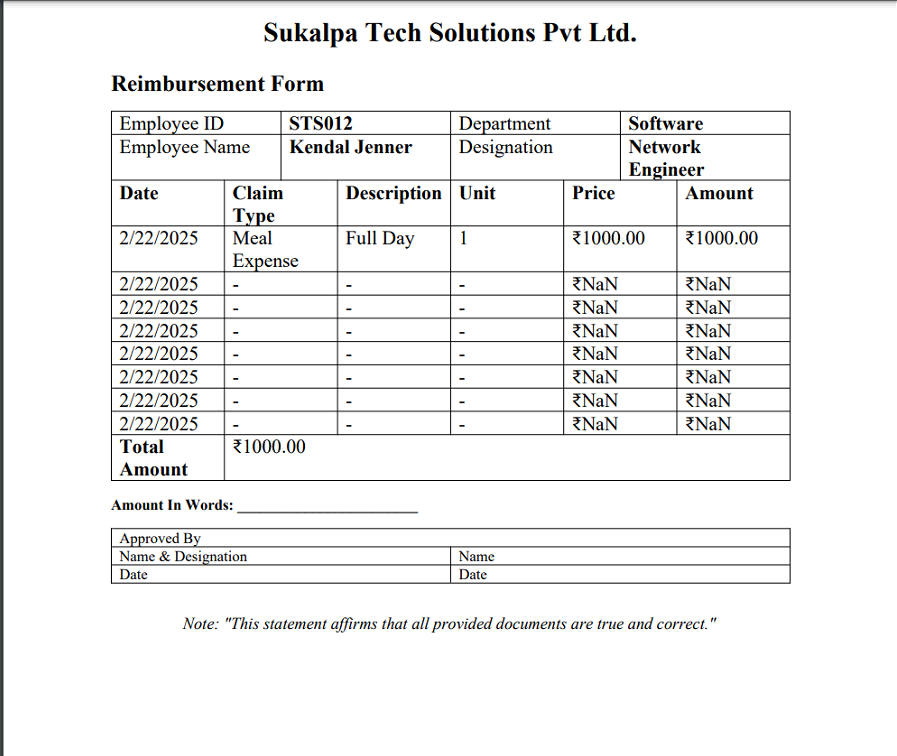 Sukalpa Tech Solutions Pvt Ltd.
Reimbursement Form
Employee ID STS012 Department Software
Employee Name Kendal Jenner Designation Network Engineer
Date Claim Type Description Unit Price Amount
2/22/2025 Meal Expense Full Day 1 ₹1000.00 ₹1000.00
2/22/2025 - - - ₹NaN ₹NaN
2/22/2025 - - - ₹NaN ₹NaN
2/22/2025 - - - ₹NaN ₹NaN
2/22/2025 - - - ₹NaN ₹NaN
2/22/2025 - - - ₹NaN ₹NaN
2/22/2025 - - - ₹NaN ₹NaN
2/22/2025 - - - ₹NaN ₹NaN
Total Amount ₹1000.00
Amount In Words: ________________________
Approved By
Name & Designation Name
Date Date
Note: "This statement affirms that all provided documents are true and correct."